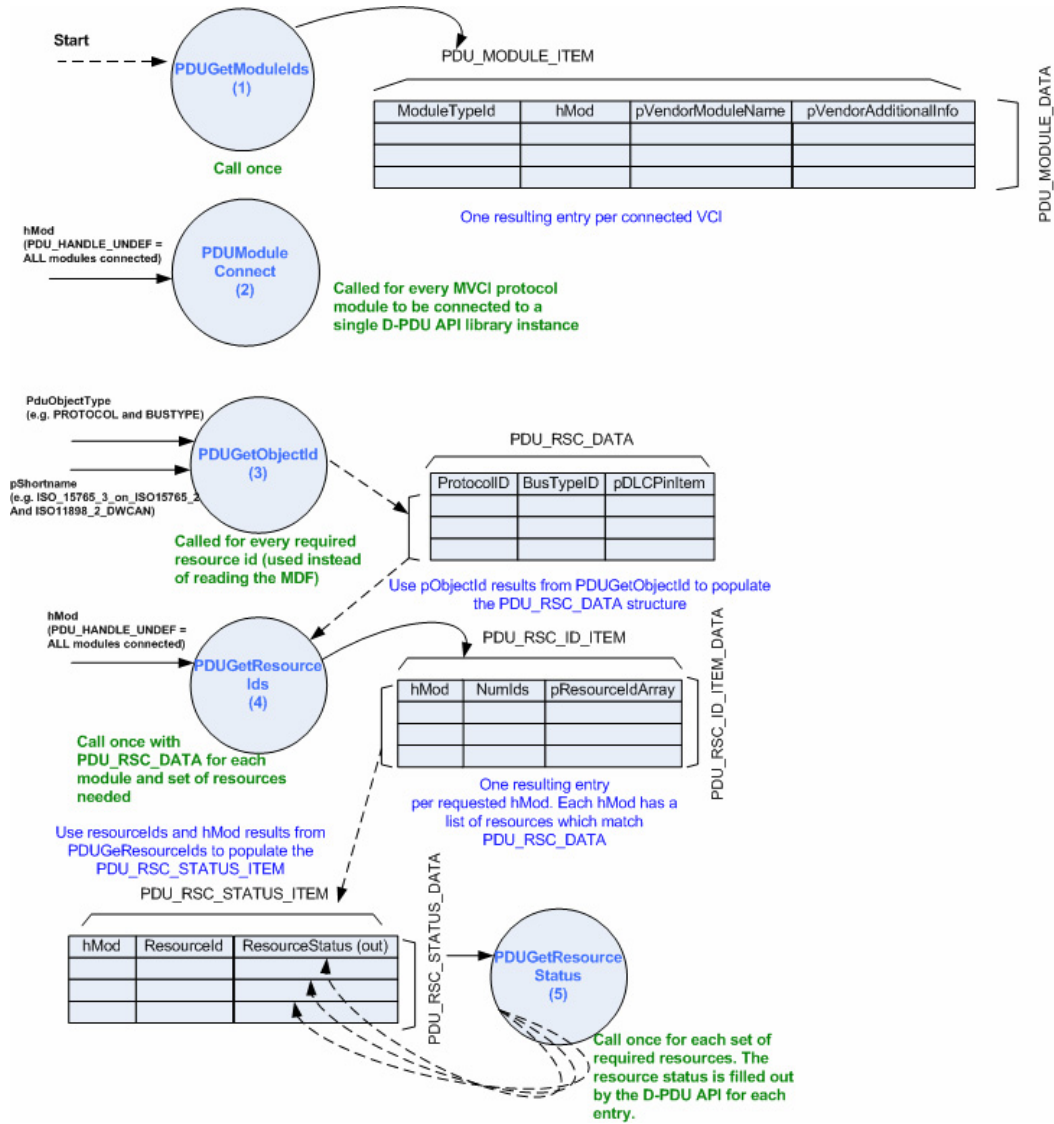 Start
PDUGetModuleIds
(1)
Call once
PDU_MODULE_ITEM
ModuleTypeId hMod pVendorModuleName pVendorAdditionalInfo
PDU_MODULE_DATA
One resulting entry per connected VCI
hMod
(PDU_HANDLE_UNDEF =
ALL modules connected)
PDUModule
Connect
(2)
Called for every MVCI protocol
module to be connected to a
single D-PDU API library instance
PduObjectType
(e.g. PROTOCOL and BUSTYPE)
PDUGetObjectId
(3)
pShortname
(e.g. ISO_15765_3_on_ISO15765_2
And ISO11898_2_DWCAN)
Called for every required
resource id (used instead
of reading the MDF)
PDU_RSC_DATA
ProtocolID BusTypeID pDLCPinItem
Use pObjectId results from PDUGetObjectId to populate
the PDU_RSC_DATA structure
hMod
(PDU_HANDLE_UNDEF =
ALL modules connected)
PDUGetResource
Ids
(4)
Call once with
PDU_RSC_DATA for each
module and set of resources
needed
PDU_RSC_ID_ITEM
hMod NumIds pResourceIdArray
PDU_RSC_ID_ITEM_DATA
One resulting entry
per requested hMod. Each hMod has a
list of resources which match
PDU_RSC_DATA
Use resourceIds and hMod results from
PDUGeResourceIds to populate the
PDU_RSC_STATUS_ITEM
PDU_RSC_STATUS_ITEM
hMod ResourceId ResourceStatus (out)
PDU_RSC_STATUS_DATA
PDUGetResource
Status
(5)
Call once for each set of
required resources. The
resource status is filled out
by the D-PDU API for each
entry.